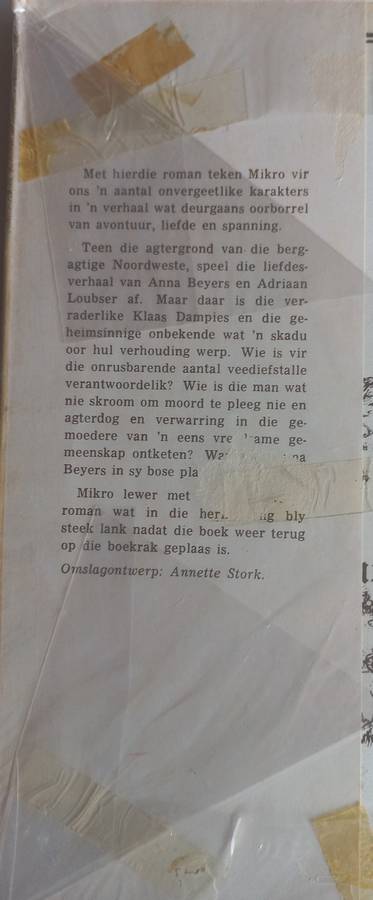 Met hierdie roman teken Mikro vir
ons 'n aantal onvergeetlike karakters
in 'n verhaal wat deurgaans oorborrel
van avontuur, liefde en spanning.
Teen die agtergrond van die berg-
agtige Noordweste, speel die liefdes-
verhaal van Anna Beyers en Adriaan
Loubser af. Maar daar is die ver-
raderlike Klaas Dampies en die ge-
heimsinnige onbekende wat 'n skadu
oor hul verhouding werp. Wie is vir
die onrusbarende aantal veediefstalle
verantwoordelik? Wie is die man wat
nie skroom om moord te pleeg nie en
agterdog en verwarring in die ge-
moedere van 'n eens ge-
meenskap ontketen?
Beyers in sy bose
Mikro lewer met
roman wat in die bly
steek lank nadat die boek weer terug
op die boekrak geplaas is.
Omslagontwerp: Annette Stork.